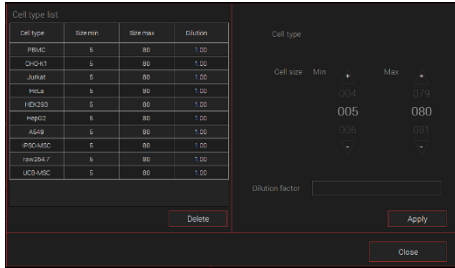 Cell type list
Cell type Size min Size max Dilution
PBMC 5 80 1.00
CHO-K1 5 80 1.00
Jurkat 5 80 1.00
HeLa 5 80 1.00
HEK293 5 80 1.00
HepG2 5 80 1.00
A549 5 80 1.00
iPSC-MSC 5 80 1.00
raw264.7 5 80 1.00
UCB-MSC 5 80 1.00
Delete
Cell type
Cell size Min + Max +
004 079
005 080
006 081
- -
Dilution factor
Apply
Close